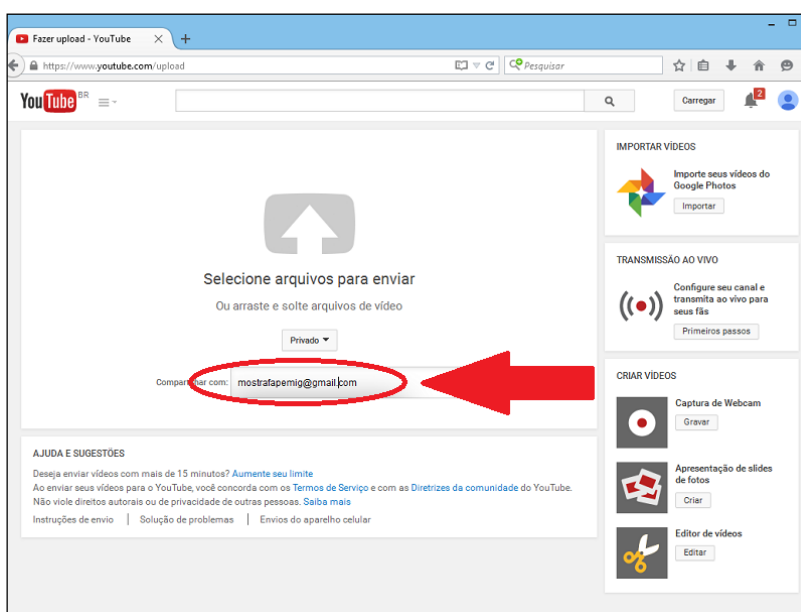 Fazer upload - YouTube
https://www.youtube.com/upload
Pesquisar
YouTube BR
Carregar
2
Selecione arquivos para enviar
Ou arraste e solte arquivos de vídeo
Privado
Compartilhar com: mostrafapemig@gmail.com
AJUDA E SUGESTÕES
Deseja enviar vídeos com mais de 15 minutos? Aumente seu limite
Ao enviar seus vídeos para o YouTube, você concorda com os Termos de Serviço e com as Diretrizes da comunidade do YouTube.
Não viole direitos autorais ou de privacidade de outras pessoas. Saiba mais
Instruções de envio | Solução de problemas | Envios do aparelho celular
IMPORTAR VÍDEOS
Importe seus vídeos do
Google Photos
Importar
TRANSMISSÃO AO VIVO
Configure seu canal e
transmita ao vivo para
seus fãs
Primeiros passos
CRIAR VÍDEOS
Captura de Webcam
Gravar
Apresentação de slides
de fotos
Criar
Editor de vídeos
Editar